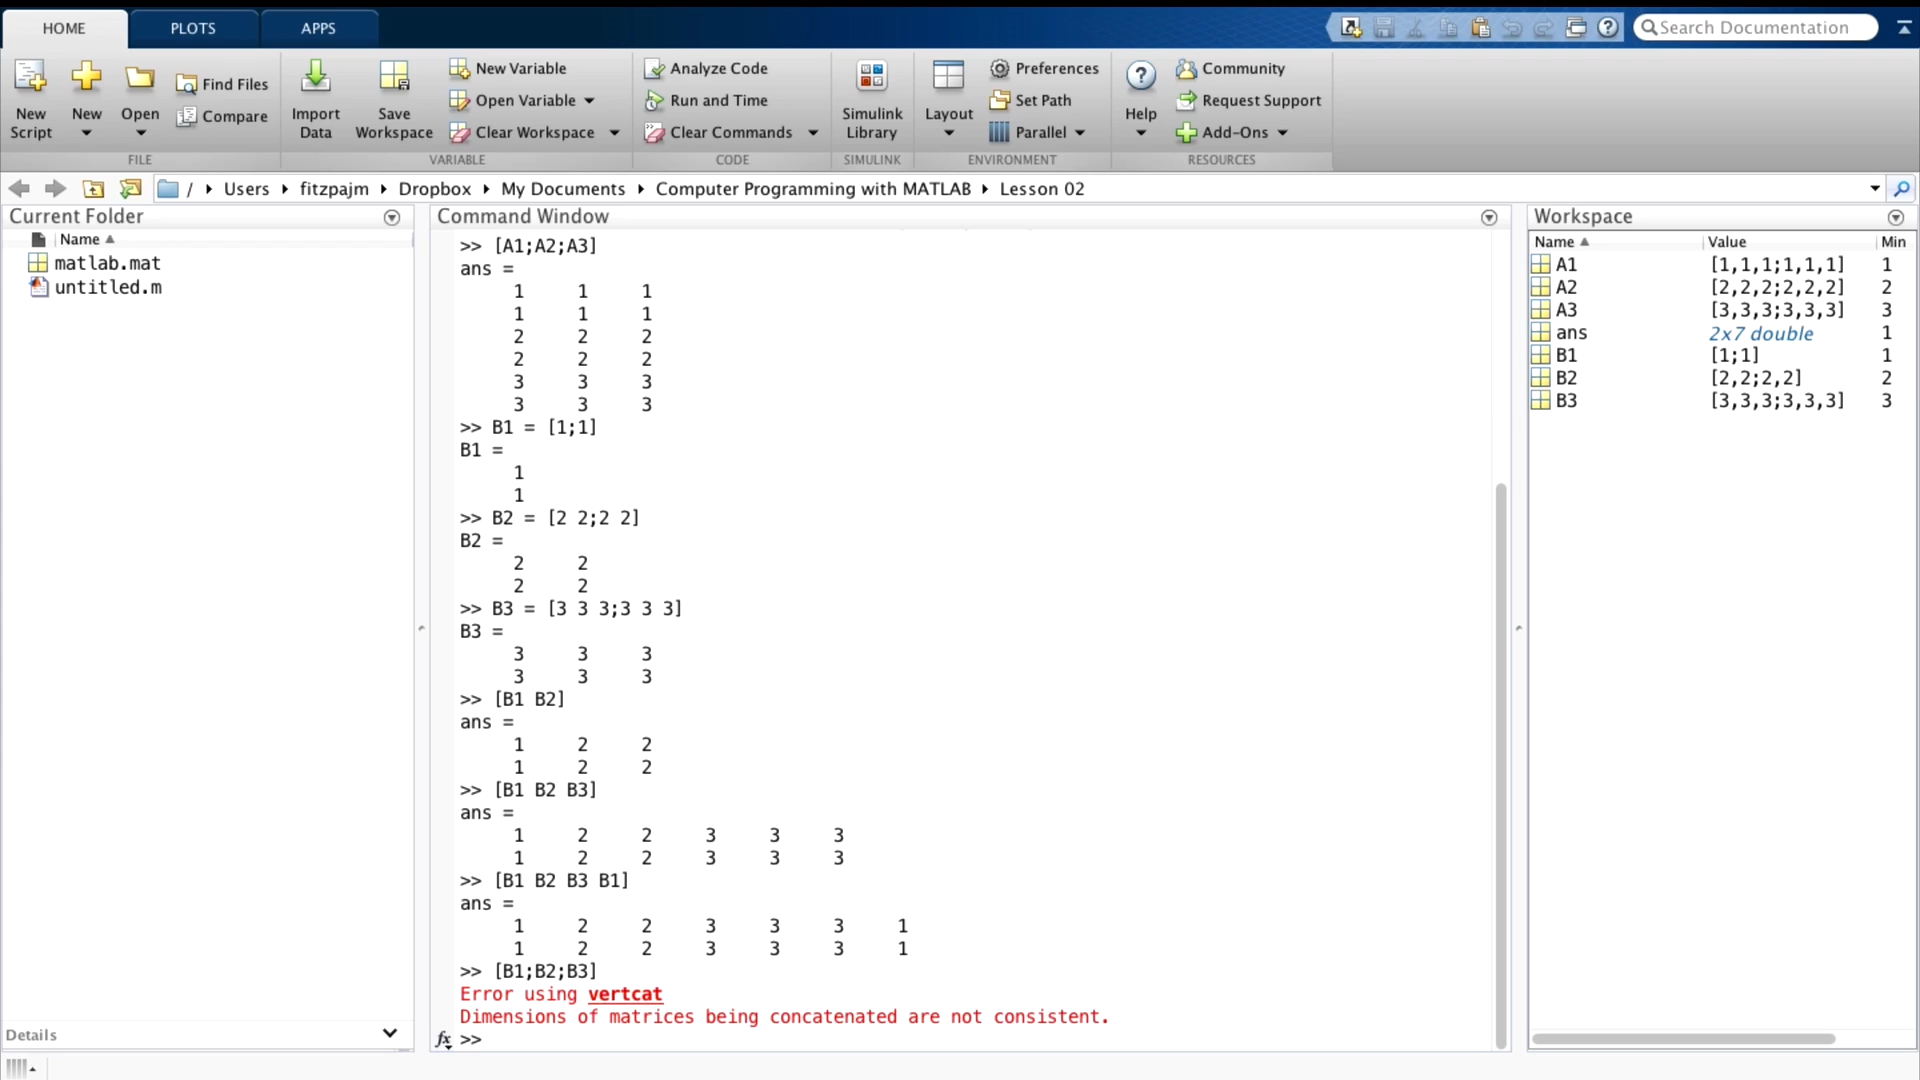 HOME PLOTS APPS Search Documentation
New Script New Open Find Files Compare
Import Data Save Workspace New Variable Open Variable Clear Workspace
Analyze Code Run and Time Clear Commands
Simulink Library Layout Preferences Set Path Parallel
Help Community Request Support Add-Ons
FILE VARIABLE CODE SIMULINK ENVIRONMENT RESOURCES
/ Users fitzpajm Dropbox My Documents Computer Programming with MATLAB Lesson 02
Current Folder
Name
matlab.mat
untitled.m
Details
Command Window
>> [A1;A2;A3]
ans =
1 1 1
1 1 1
2 2 2
2 2 2
3 3 3
3 3 3
>> B1 = [1;1]
B1 =
1
1
>> B2 = [2 2;2 2]
B2 =
2 2
2 2
>> B3 = [3 3 3;3 3 3]
B3 =
3 3 3
3 3 3
>> [B1 B2]
ans =
1 2 2
1 2 2
>> [B1 B2 B3]
ans =
1 2 2 3 3 3
1 2 2 3 3 3
>> [B1 B2 B3 B1]
ans =
1 2 2 3 3 3 1
1 2 2 3 3 3 1
>> [B1;B2;B3]
Error using vertcat
Dimensions of matrices being concatenated are not consistent.
fx >>
Workspace
Name Value Min
A1 [1,1,1;1,1,1] 1
A2 [2,2,2;2,2,2] 2
A3 [3,3,3;3,3,3] 3
ans 2x7 double 1
B1 [1;1] 1
B2 [2,2;2,2] 2
B3 [3,3,3;3,3,3] 3